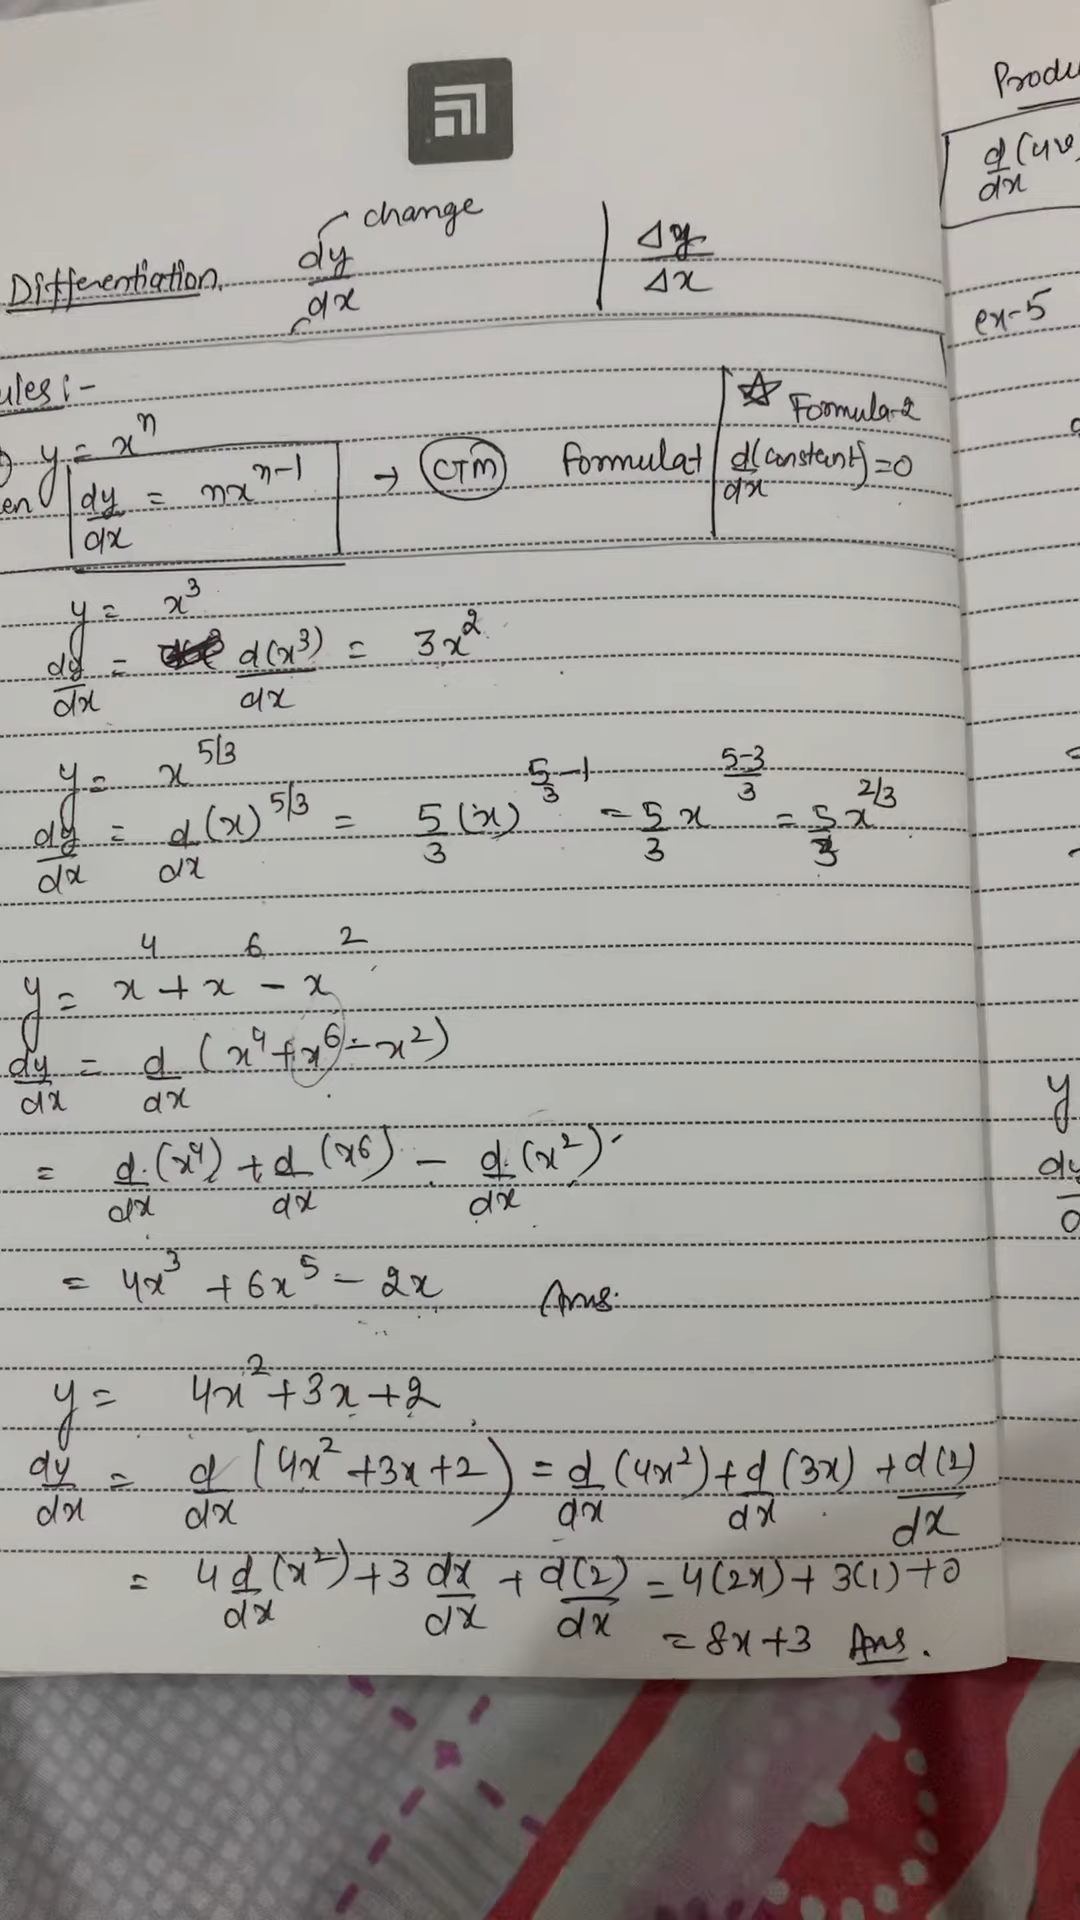 change
Differentiation. dy/dx | Δy/Δx
ules :-
y = x^n
en dy/dx = nx^(n-1) → CTM Formula 1 | ☆ Formula-2 d(constant)/dx = 0
y = x^3
dy/dx = d(x^3)/dx = 3x^2
y = x^(5/3)
dy/dx = d/dx (x)^(5/3) = 5/3 (x)^(5/3 - 1) = 5/3 x^((5-3)/3) = 5/3 x^(2/3)
y = x^4 + x^6 - x^2
dy/dx = d/dx (x^4 + x^6 - x^2)
= d/dx (x^4) + d/dx (x^6) - d/dx (x^2)
= 4x^3 + 6x^5 - 2x Ans.
y = 4x^2 + 3x + 2
dy/dx = d/dx (4x^2 + 3x + 2) = d/dx (4x^2) + d/dx (3x) + d(2)/dx
= 4 d/dx (x^2) + 3 dx/dx + d(2)/dx = 4(2x) + 3(1) + 0
= 8x + 3 Ans.
Produ
d/dx (uv
ex-5
y
dy